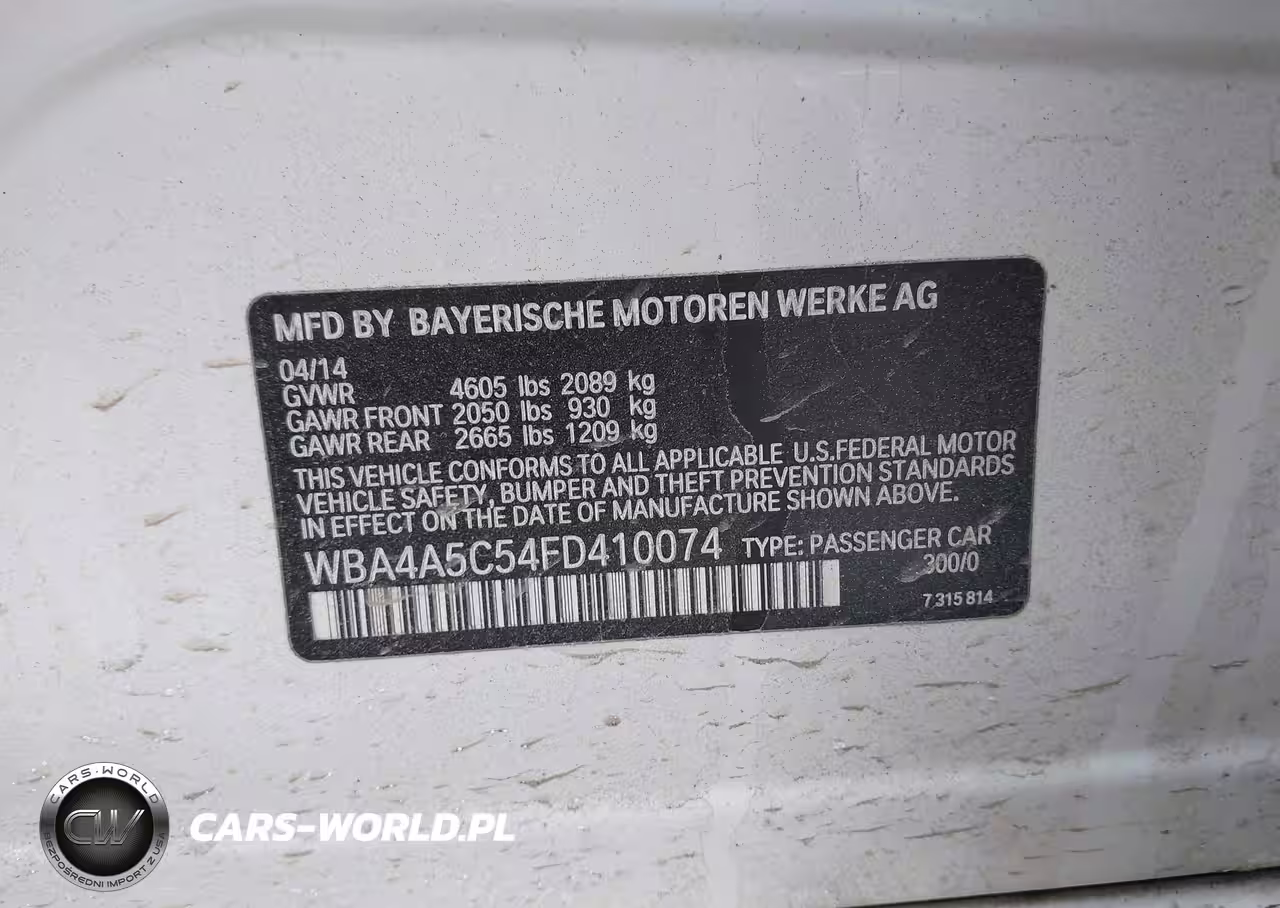 MFD BY BAYERISCHE MOTOREN WERKE AG
04/14
GVWR 4605 lbs 2089 kg
GAWR FRONT 2050 lbs 930 kg
GAWR REAR 2665 lbs 1209 kg
THIS VEHICLE CONFORMS TO ALL APPLICABLE U.S.FEDERAL MOTOR
VEHICLE SAFETY, BUMPER AND THEFT PREVENTION STANDARDS
IN EFFECT ON THE DATE OF MANUFACTURE SHOWN ABOVE.
WBA4A5C54FD410074 TYPE: PASSENGER CAR
300/0
7 315 814
CARS-WORLD
CW
BEZPOŚREDNI IMPORT Z USA
CARS-WORLD.PL